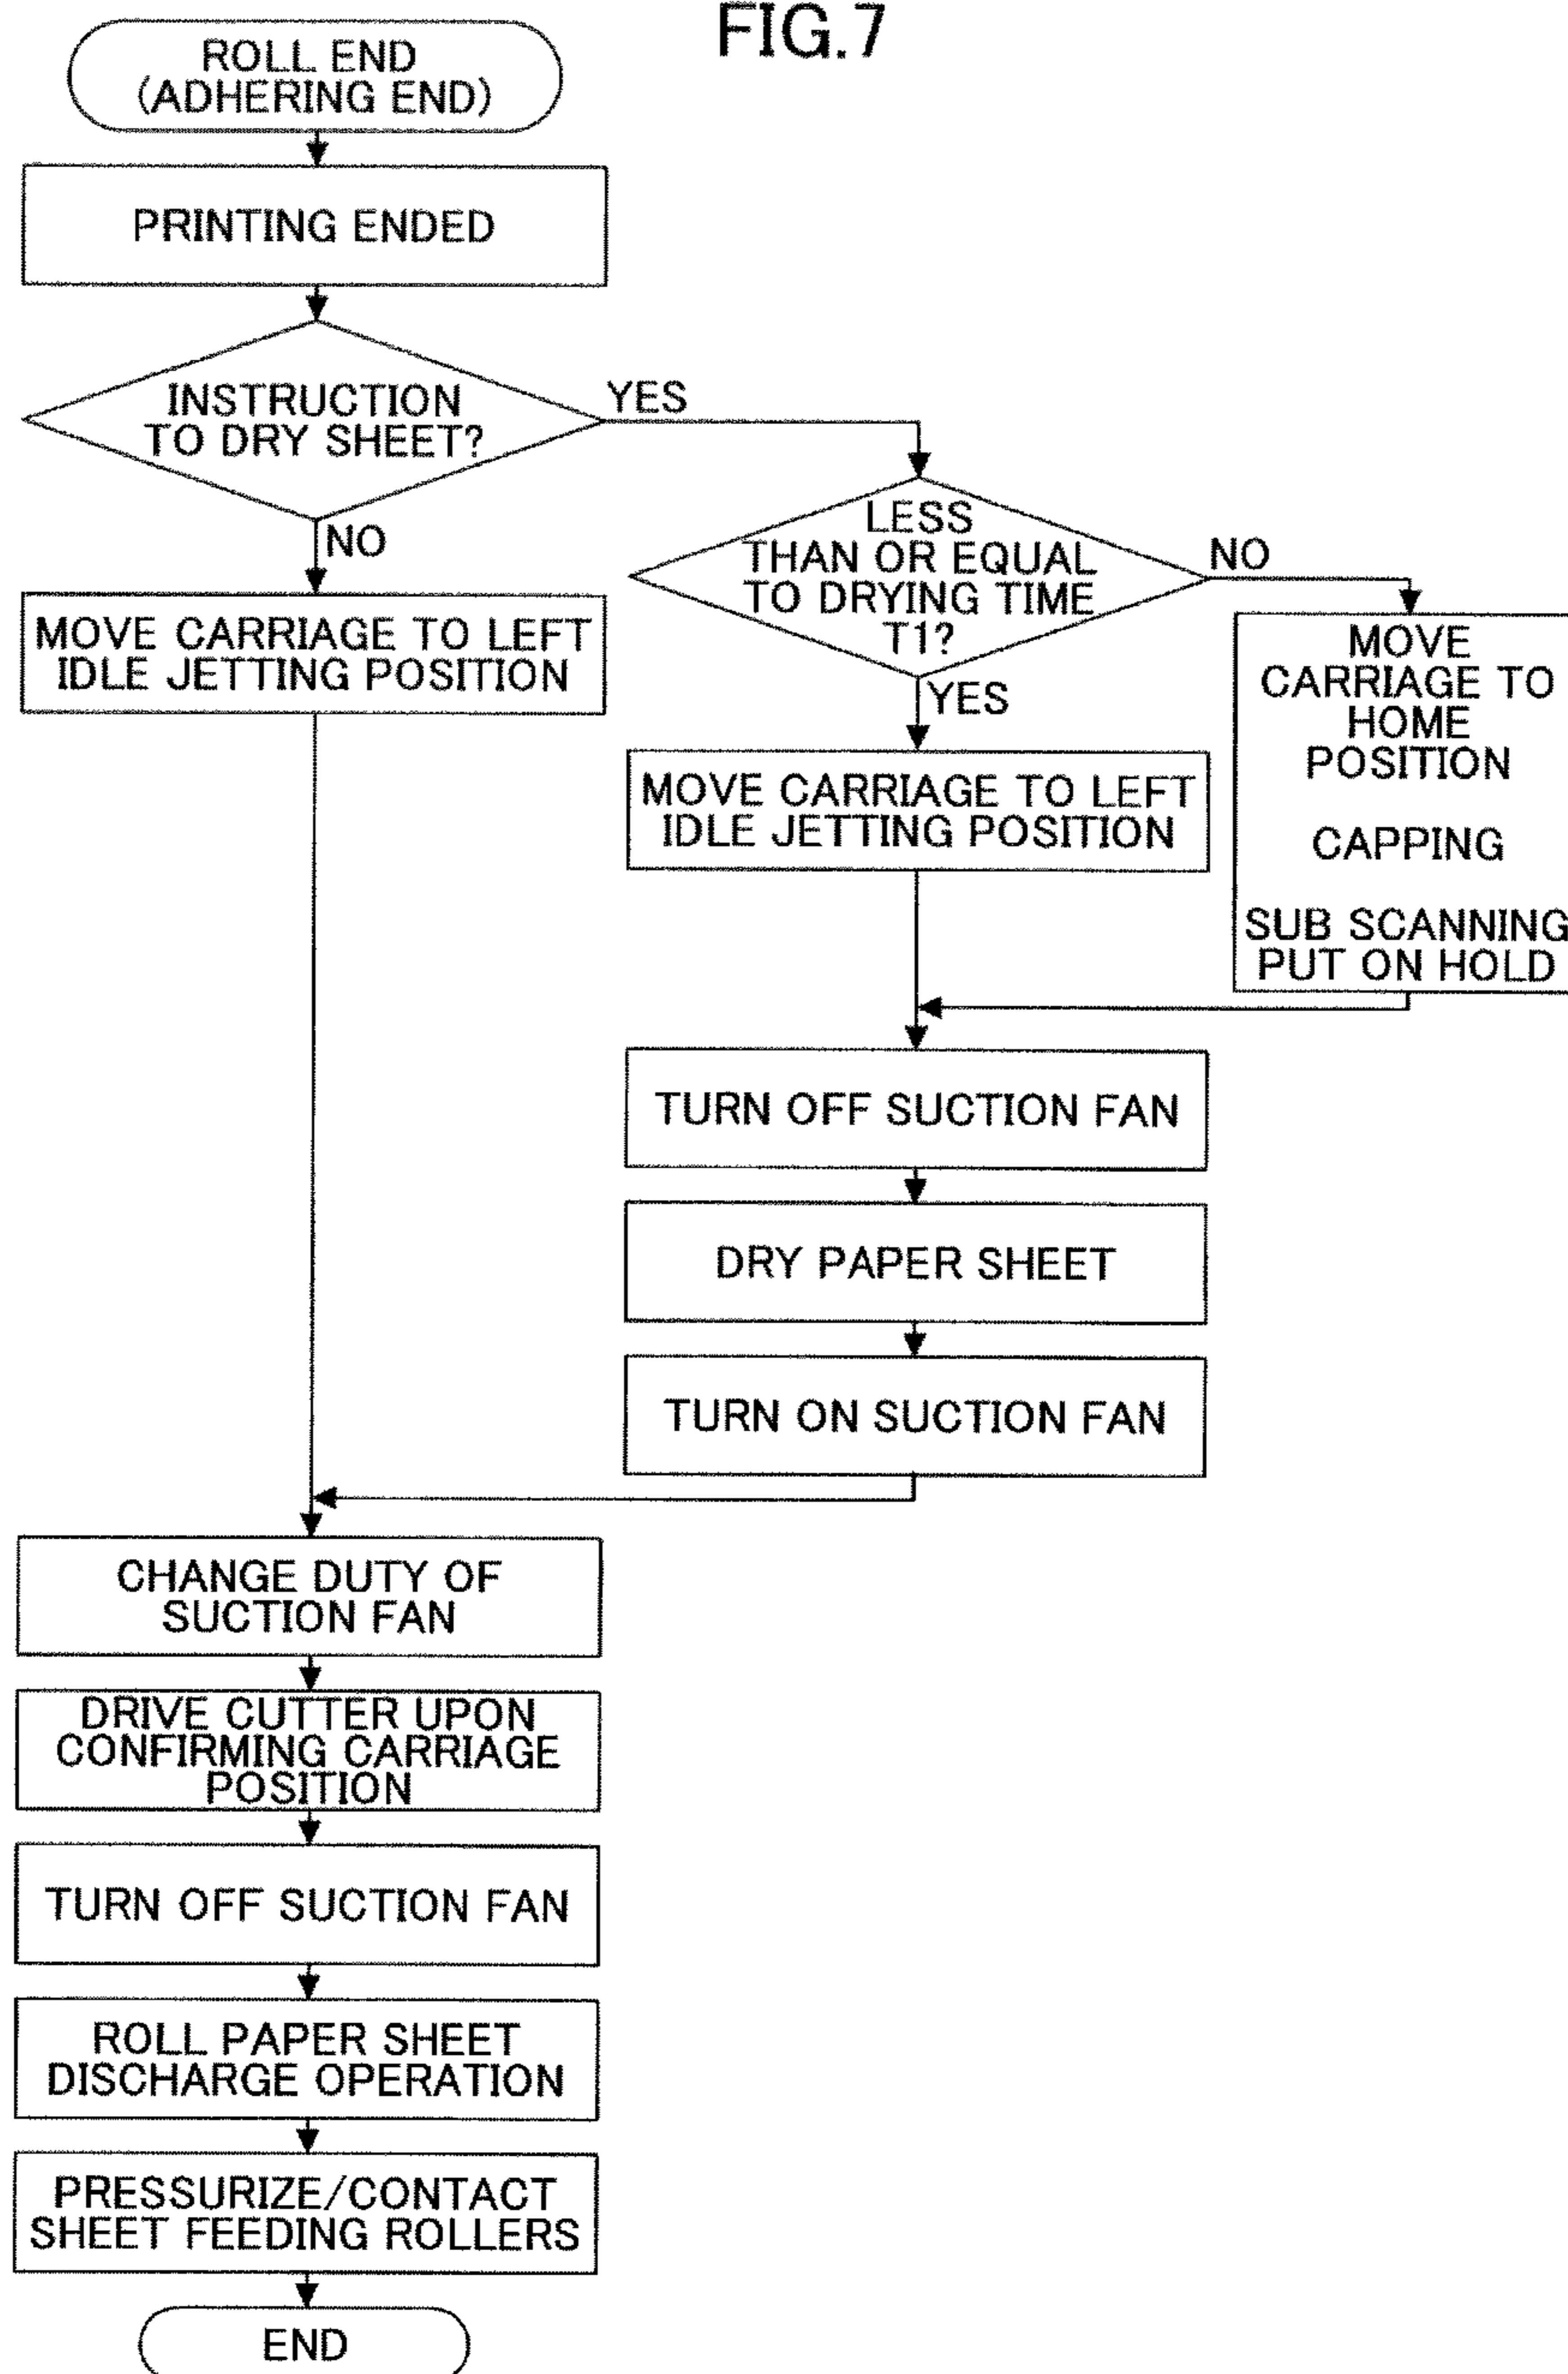 FIG.7
ROLL END
(ADHERING END)
PRINTING ENDED
INSTRUCTION
TO DRY SHEET?
YES
NO
LESS
THAN OR EQUAL
TO DRYING TIME
T1?
NO
YES
MOVE CARRIAGE TO LEFT
IDLE JETTING POSITION
MOVE CARRIAGE TO LEFT
IDLE JETTING POSITION
MOVE
CARRIAGE TO
HOME
POSITION
CAPPING
SUB SCANNING
PUT ON HOLD
TURN OFF SUCTION FAN
DRY PAPER SHEET
TURN ON SUCTION FAN
CHANGE DUTY OF
SUCTION FAN
DRIVE CUTTER UPON
CONFIRMING CARRIAGE
POSITION
TURN OFF SUCTION FAN
ROLL PAPER SHEET
DISCHARGE OPERATION
PRESSURIZE/CONTACT
SHEET FEEDING ROLLERS
END